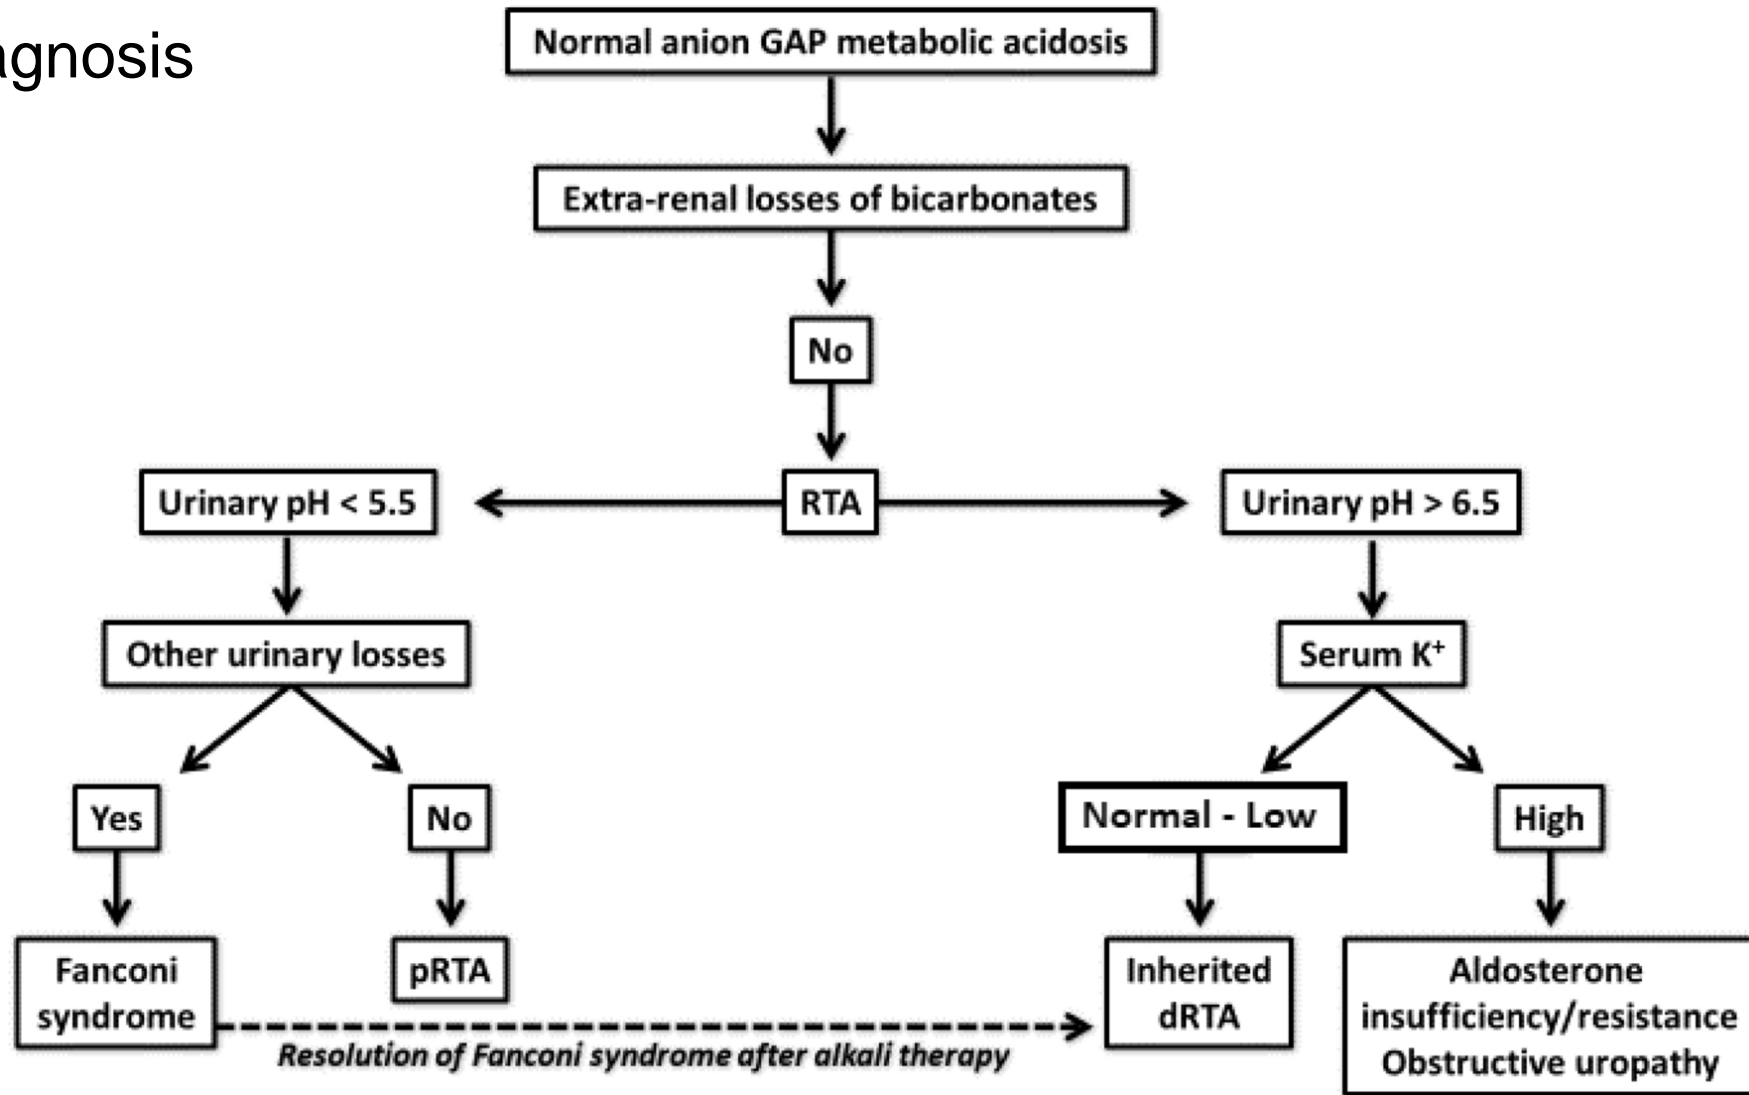 agnosis
Normal anion GAP metabolic acidosis
Extra-renal losses of bicarbonates
No
Urinary pH < 5.5
RTA
Urinary pH > 6.5
Other urinary losses
Serum K⁺
Yes
No
Normal - Low
High
Fanconi
syndrome
pRTA
Inherited
dRTA
Aldosterone
insufficiency/resistance
Obstructive uropathy
Resolution of Fanconi syndrome after alkali therapy